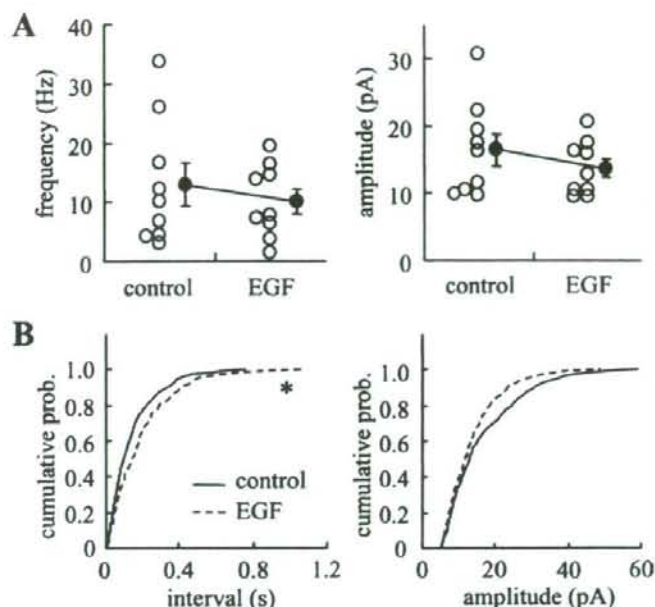 A
frequency (Hz)
40
30
20
10
0
control
EGF
amplitude (pA)
40
30
20
10
0
control
EGF
B
cumulative prob.
1.0
0.8
0.6
0.4
0.2
0
0
0.4
0.8
1.2
interval (s)
*
control
EGF
cumulative prob.
1.0
0.8
0.6
0.4
0.2
0
0
20
40
60
amplitude (pA)